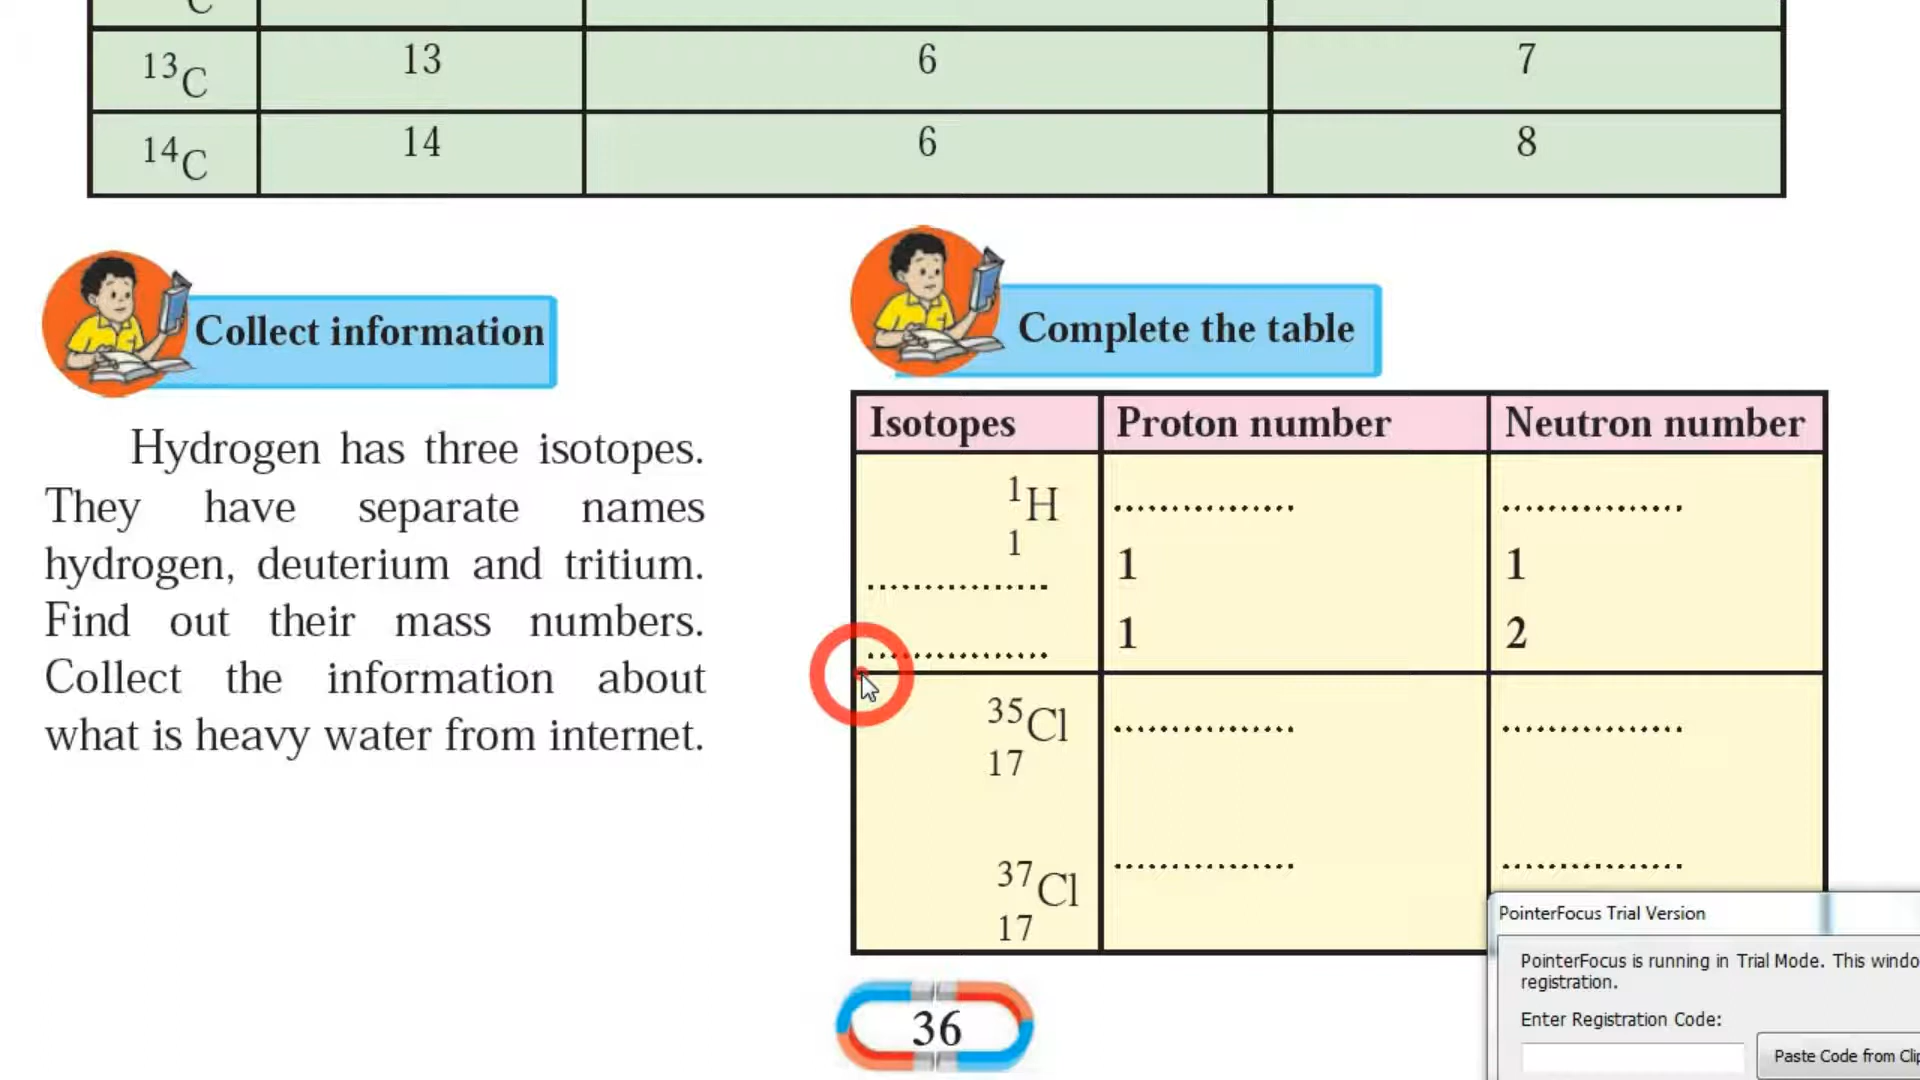 C
13C 13 6 7
14C 14 6 8
Collect information
Hydrogen has three isotopes.
They have separate names
hydrogen, deuterium and tritium.
Find out their mass numbers.
Collect the information about
what is heavy water from internet.
Complete the table
Isotopes Proton number Neutron number
1
H ................ ................
1
................ 1 1
................ 1 2
35
Cl ................ ................
17
37
Cl ................ ................
17
36
PointerFocus Trial Version
PointerFocus is running in Trial Mode. This windo
registration.
Enter Registration Code:
Paste Code from Clip